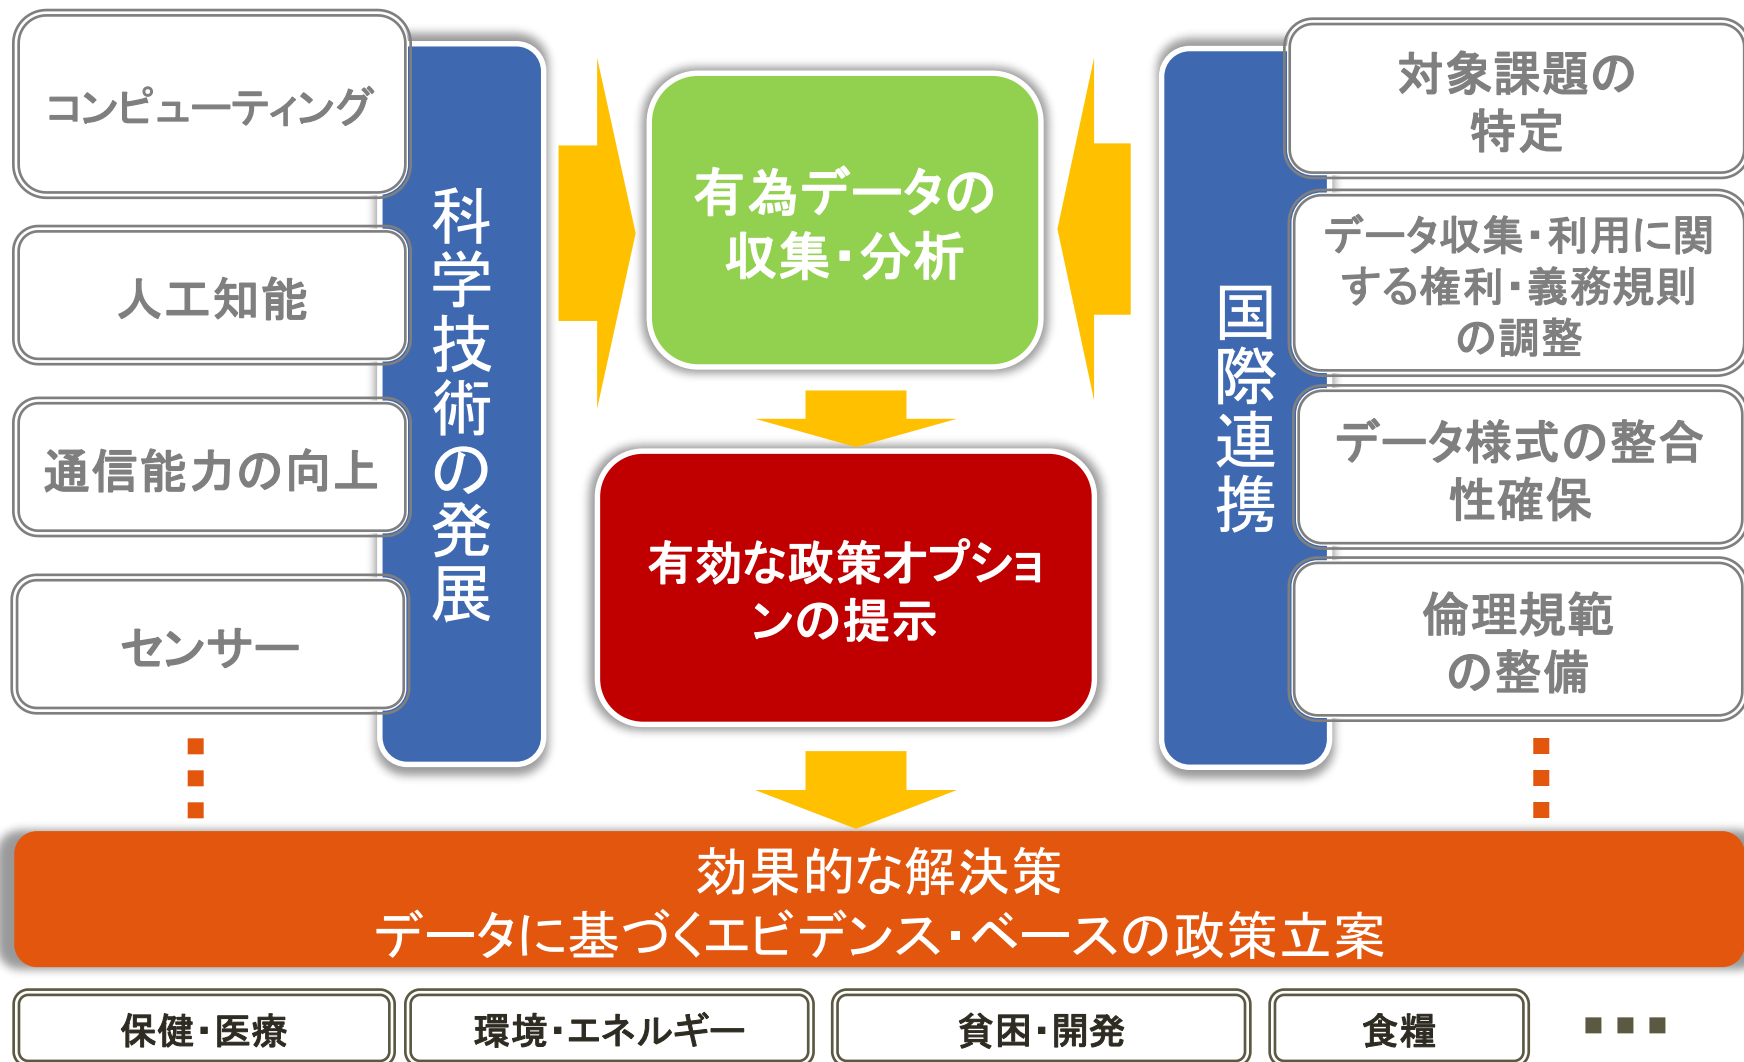 コンピューティング
人工知能
通信能力の向上
センサー
科学技術の発展
有為データの
収集・分析
有効な政策オプショ
ンの提示
国際連携
対象課題の
特定
データ収集・利用に関
する権利・義務規則
の調整
データ様式の整合
性確保
倫理規範
の整備
効果的な解決策
データに基づくエビデンス・ベースの政策立案
保健・医療
環境・エネルギー
貧困・開発
食糧